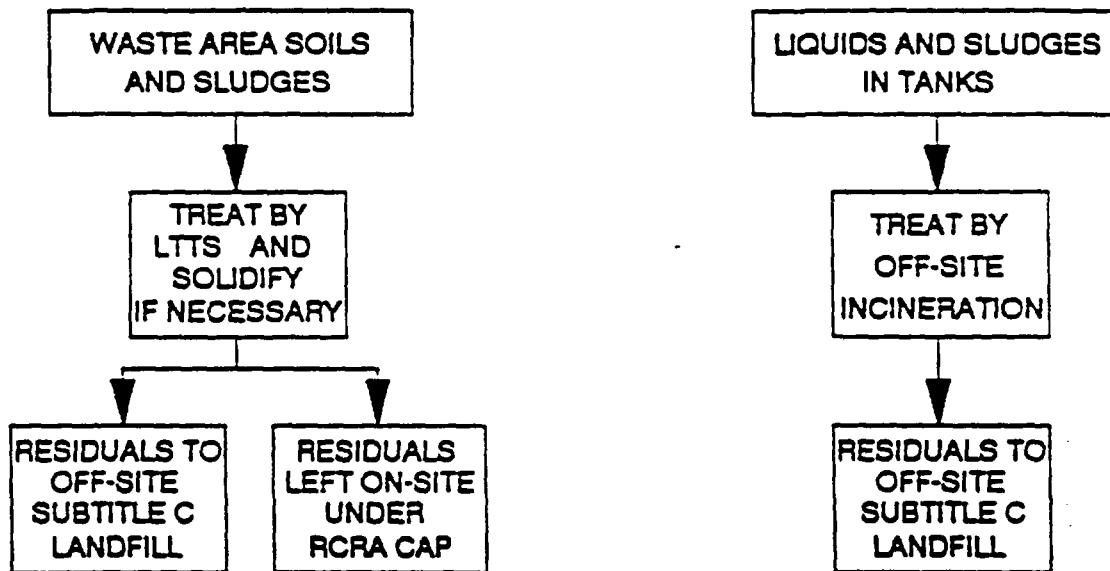 WASTE AREA SOILS
AND SLUDGES
LIQUIDS AND SLUDGES
IN TANKS
TREAT BY
LTTS AND
SOLIDIFY
IF NECESSARY
TREAT BY
OFF-SITE
INCINERATION
RESIDUALS TO
OFF-SITE
SUBTITLE C
LANDFILL
RESIDUALS
LEFT ON-SITE
UNDER
RCRA CAP
RESIDUALS TO
OFF-SITE
SUBTITLE C
LANDFILL